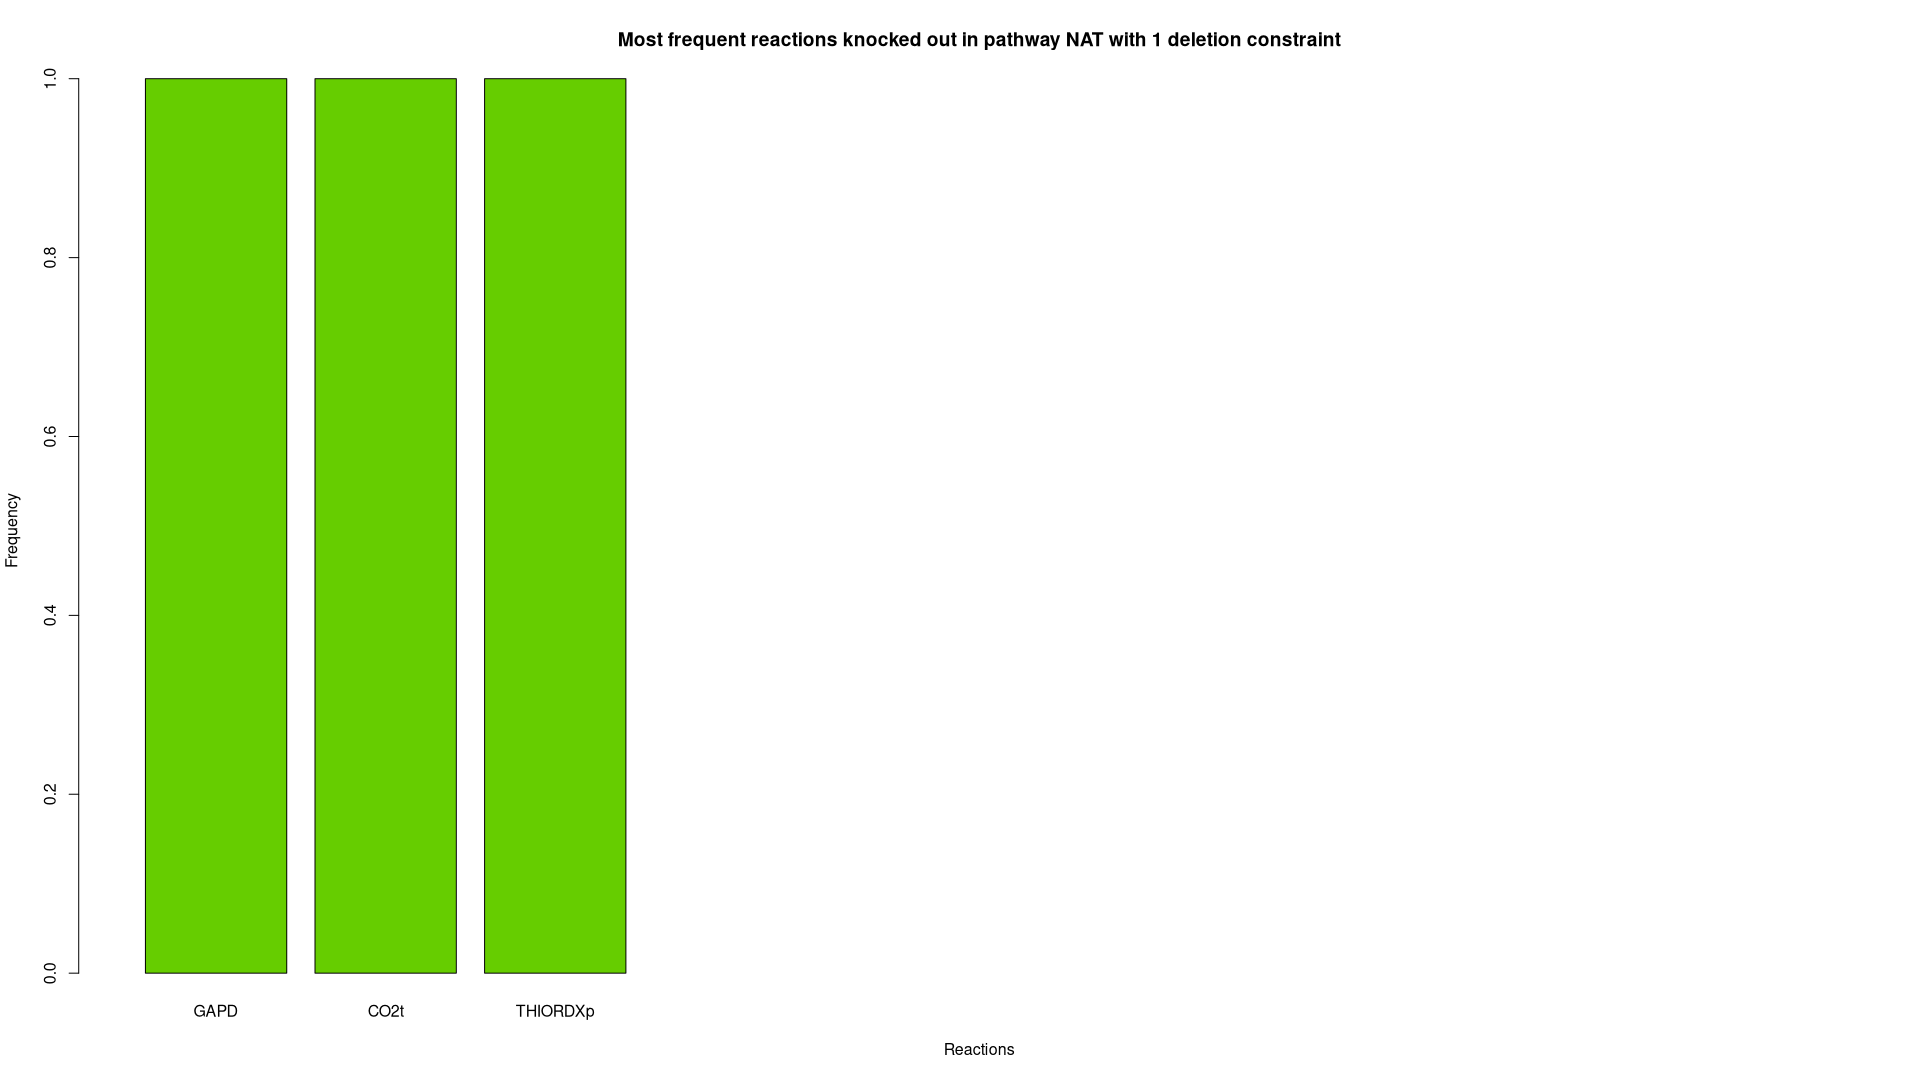 Most frequent reactions knocked out in pathway NAT with 1 deletion constraint
1.0
0.8
0.6
0.4
0.2
0.0
Frequency
GAPD CO2t THIORDXp
Reactions